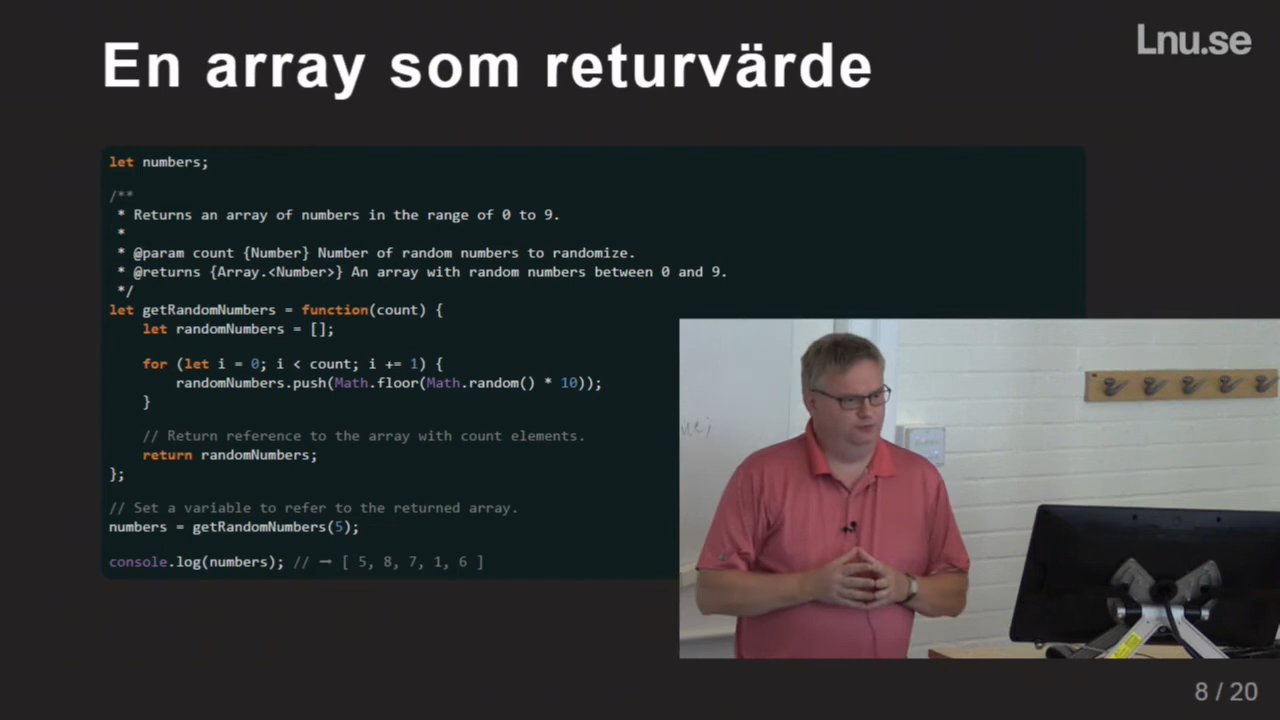 En array som returvärde
Lnu.se
let numbers;
/**
* Returns an array of numbers in the range of 0 to 9.
*
* @param count {Number} Number of random numbers to randomize.
* @returns {Array.<Number>} An array with random numbers between 0 and 9.
*/
let getRandomNumbers = function(count) {
let randomNumbers = [];
for (let i = 0; i < count; i += 1) {
randomNumbers.push(Math.floor(Math.random() * 10));
}
// Return reference to the array with count elements.
return randomNumbers;
};
// Set a variable to refer to the returned array.
numbers = getRandomNumbers(5);
console.log(numbers); // → [ 5, 8, 7, 1, 6 ]
8 / 20